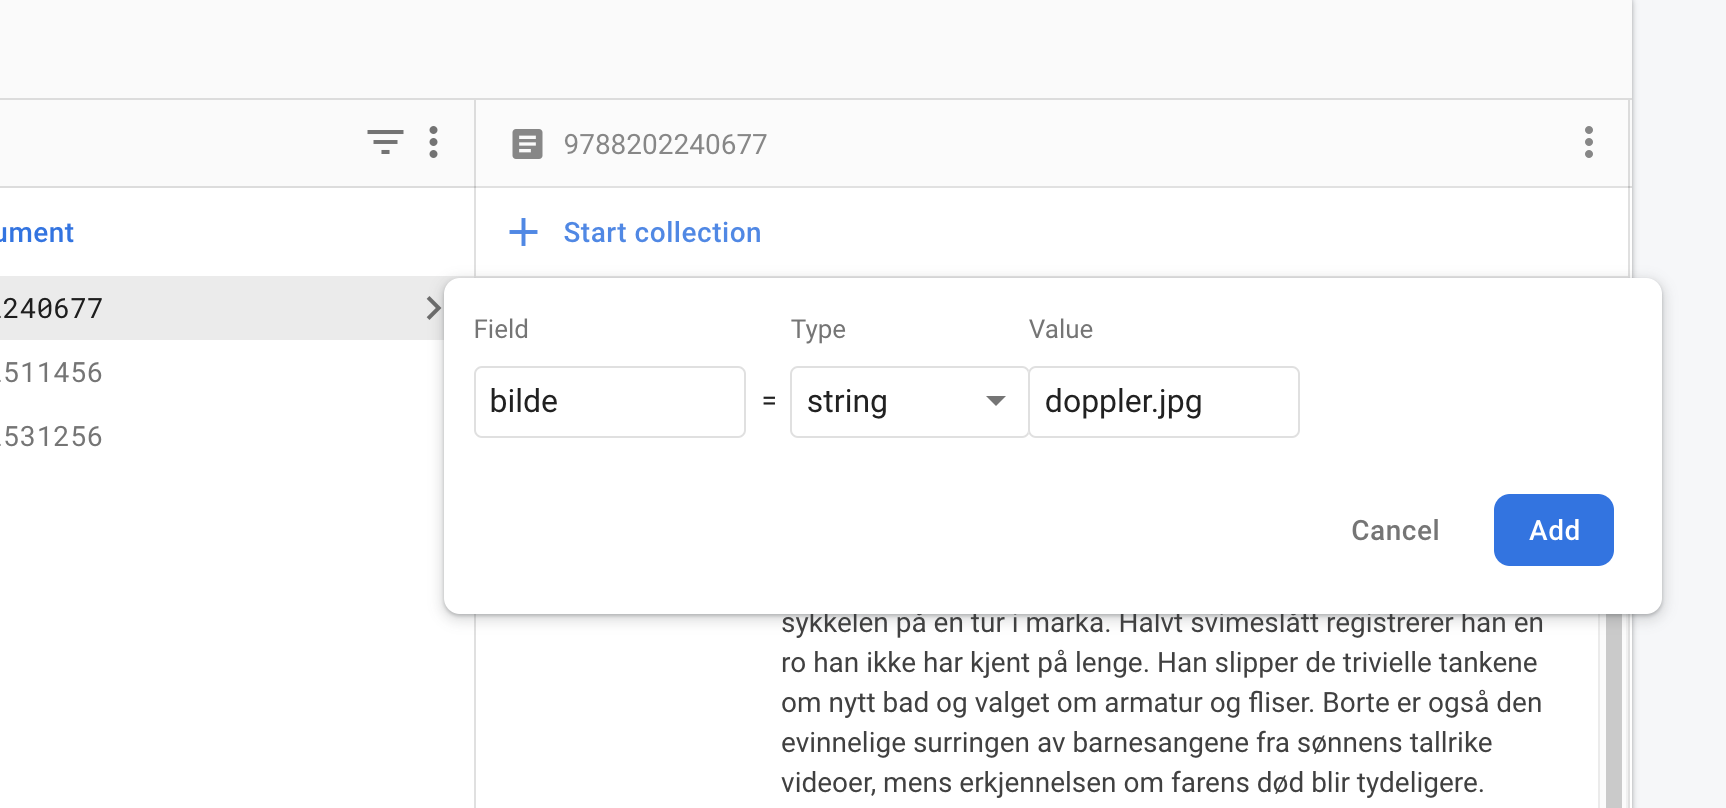 9788202240677
ument
Start collection
240677
511456
531256
Field
Type
Value
bilde
=
string
doppler.jpg
Cancel
Add
sykkelen på en tur i marka. Halvt svimeslått registrerer han en
ro han ikke har kjent på lenge. Han slipper de trivielle tankene
om nytt bad og valget om armatur og fliser. Borte er også den
evinnelige surringen av barnesangene fra sønnens tallrike
videoer, mens erkjennelsen om farens død blir tydeligere.